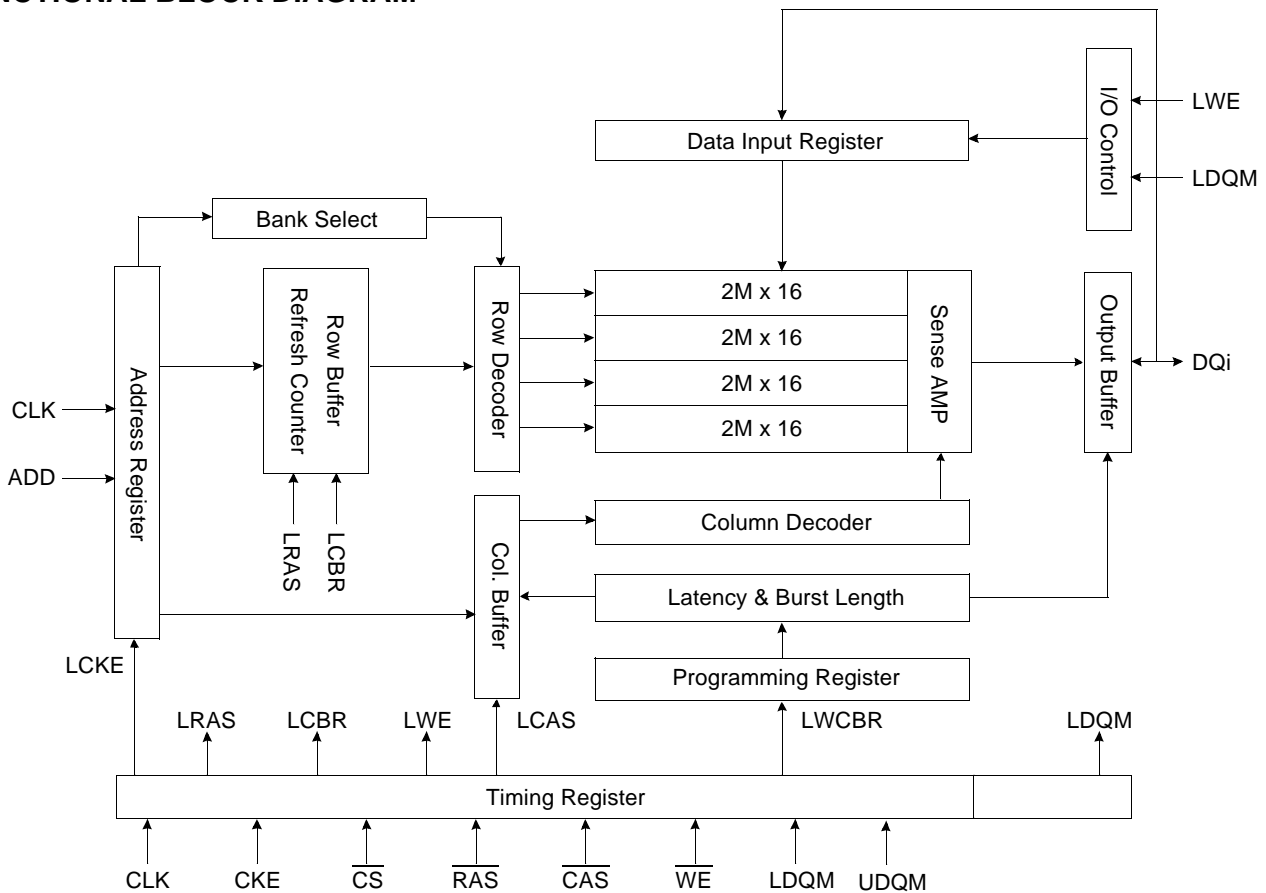 NCTIONAL BLOCK DIAGRAM
I/O Control
LWE
Data Input Register
LDQM
Bank Select
Address Register
Refresh Counter
Row Buffer
Row Decoder
2M x 16
2M x 16
2M x 16
2M x 16
Sense AMP
Output Buffer
DQi
CLK
ADD
LRAS
LCBR
Col. Buffer
Column Decoder
Latency & Burst Length
Programming Register
LCKE
LRAS
LCBR
LWE
LCAS
LWCBR
LDQM
Timing Register
CLK
CKE
CS
RAS
CAS
WE
LDQM
UDQM